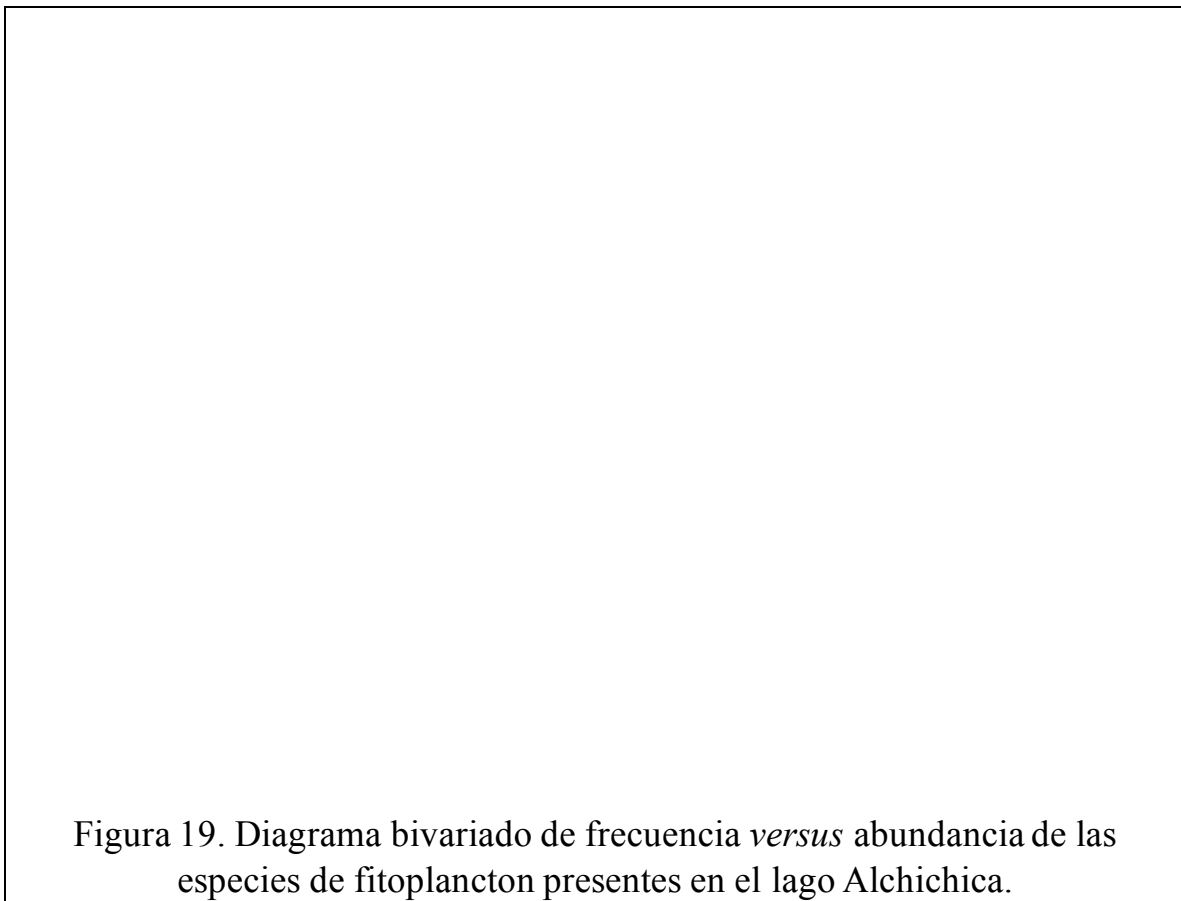 Figura 19. Diagrama bivariado de frecuencia versus abundancia de las
especies de fitoplancton presentes en el lago Alchichica.